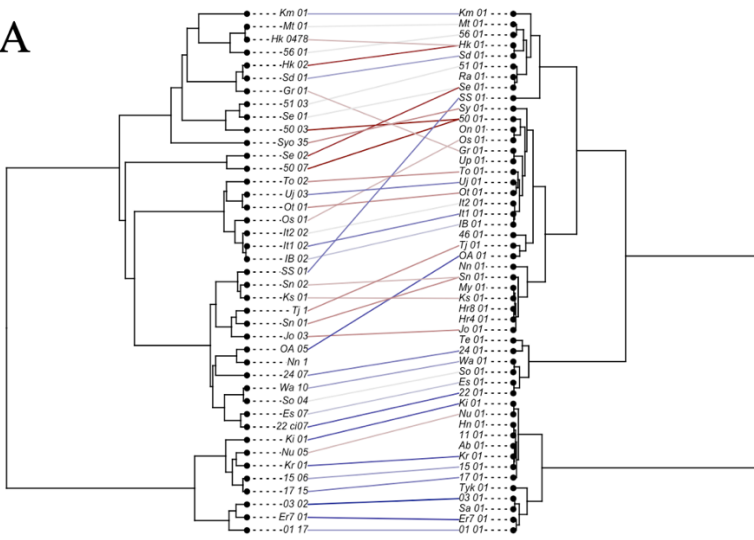 A
Km 01
Mt 01
Hk 0478
56 01
Hk 02
Sd 01
Gr 01
51 03
Se 01
50 03
Syo 35
Se 02
50 07
To 02
Uj 03
Ot 01
Os 01
It2 02
It1 02
IB 02
SS 01
Sn 02
Ks 01
Tj 1
Sn 01
Jo 03
OA 05
Nn 1
24 07
Wa 10
So 04
Es 07
22 ci07
Ki 01
Nu 05
Kr 01
15 06
17 15
03 02
Er7 01
01 17
Km 01
Mt 01
56 01
Hk 01
Sd 01
51 01
Ra 01
Se 01
SS 01
Sy 01
50 01
On 01
Os 01
Gr 01
Up 01
To 01
Uj 01
Ot 01
It2 01
It1 01
IB 01
46 01
Tj 01
OA 01
Nn 01
Sn 01
My 01
Ks 01
Hr8 01
Hr4 01
Jo 01
Te 01
24 01
Wa 01
So 01
Es 01
22 01
Ki 01
Nu 01
Hn 01
11 01
Ab 01
Kr 01
15 01
17 01
Tyk 01
03 01
Sa 01
Er7 01
01 01